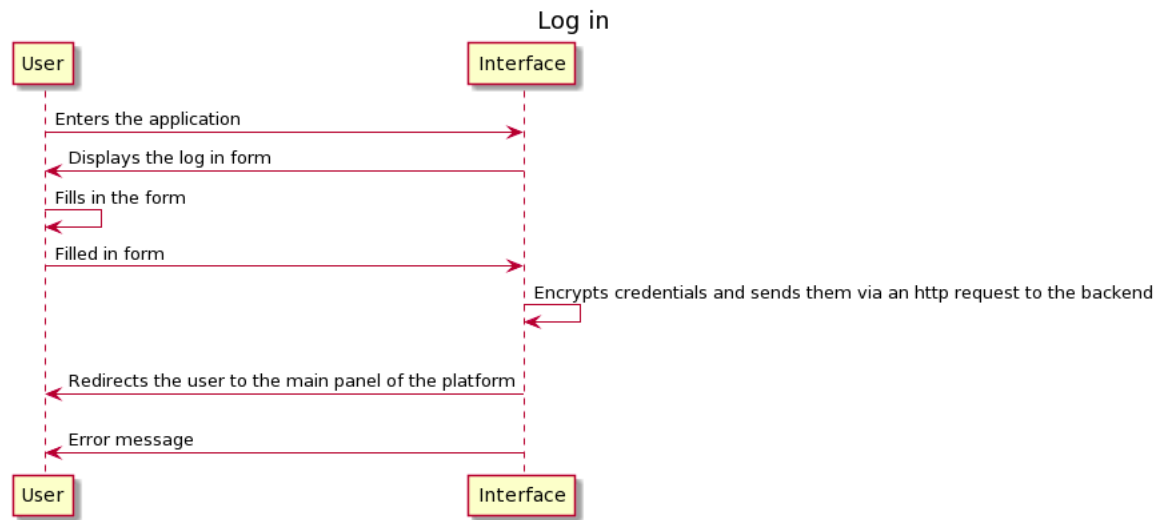 Log in
User
Interface
Enters the application
Displays the log in form
Fills in the form
Filled in form
Encrypts credentials and sends them via an http request to the backend
Redirects the user to the main panel of the platform
Error message
User
Interface